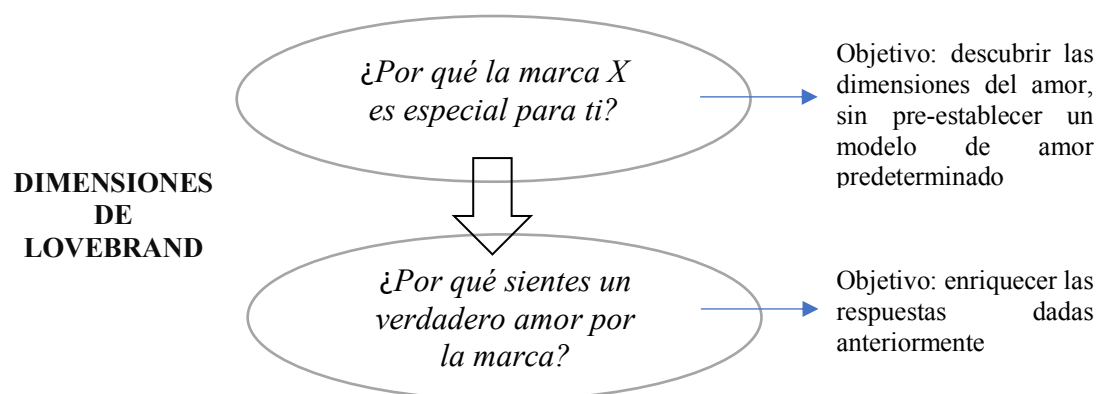 ¿Por qué la marca X
es especial para ti?
Objetivo: descubrir las
dimensiones del amor,
sin pre-establecer un
modelo de amor
predeterminado
DIMENSIONES
DE
LOVEBRAND
¿Por qué sientes un
verdadero amor por
la marca?
Objetivo: enriquecer las
respuestas dadas
anteriormente